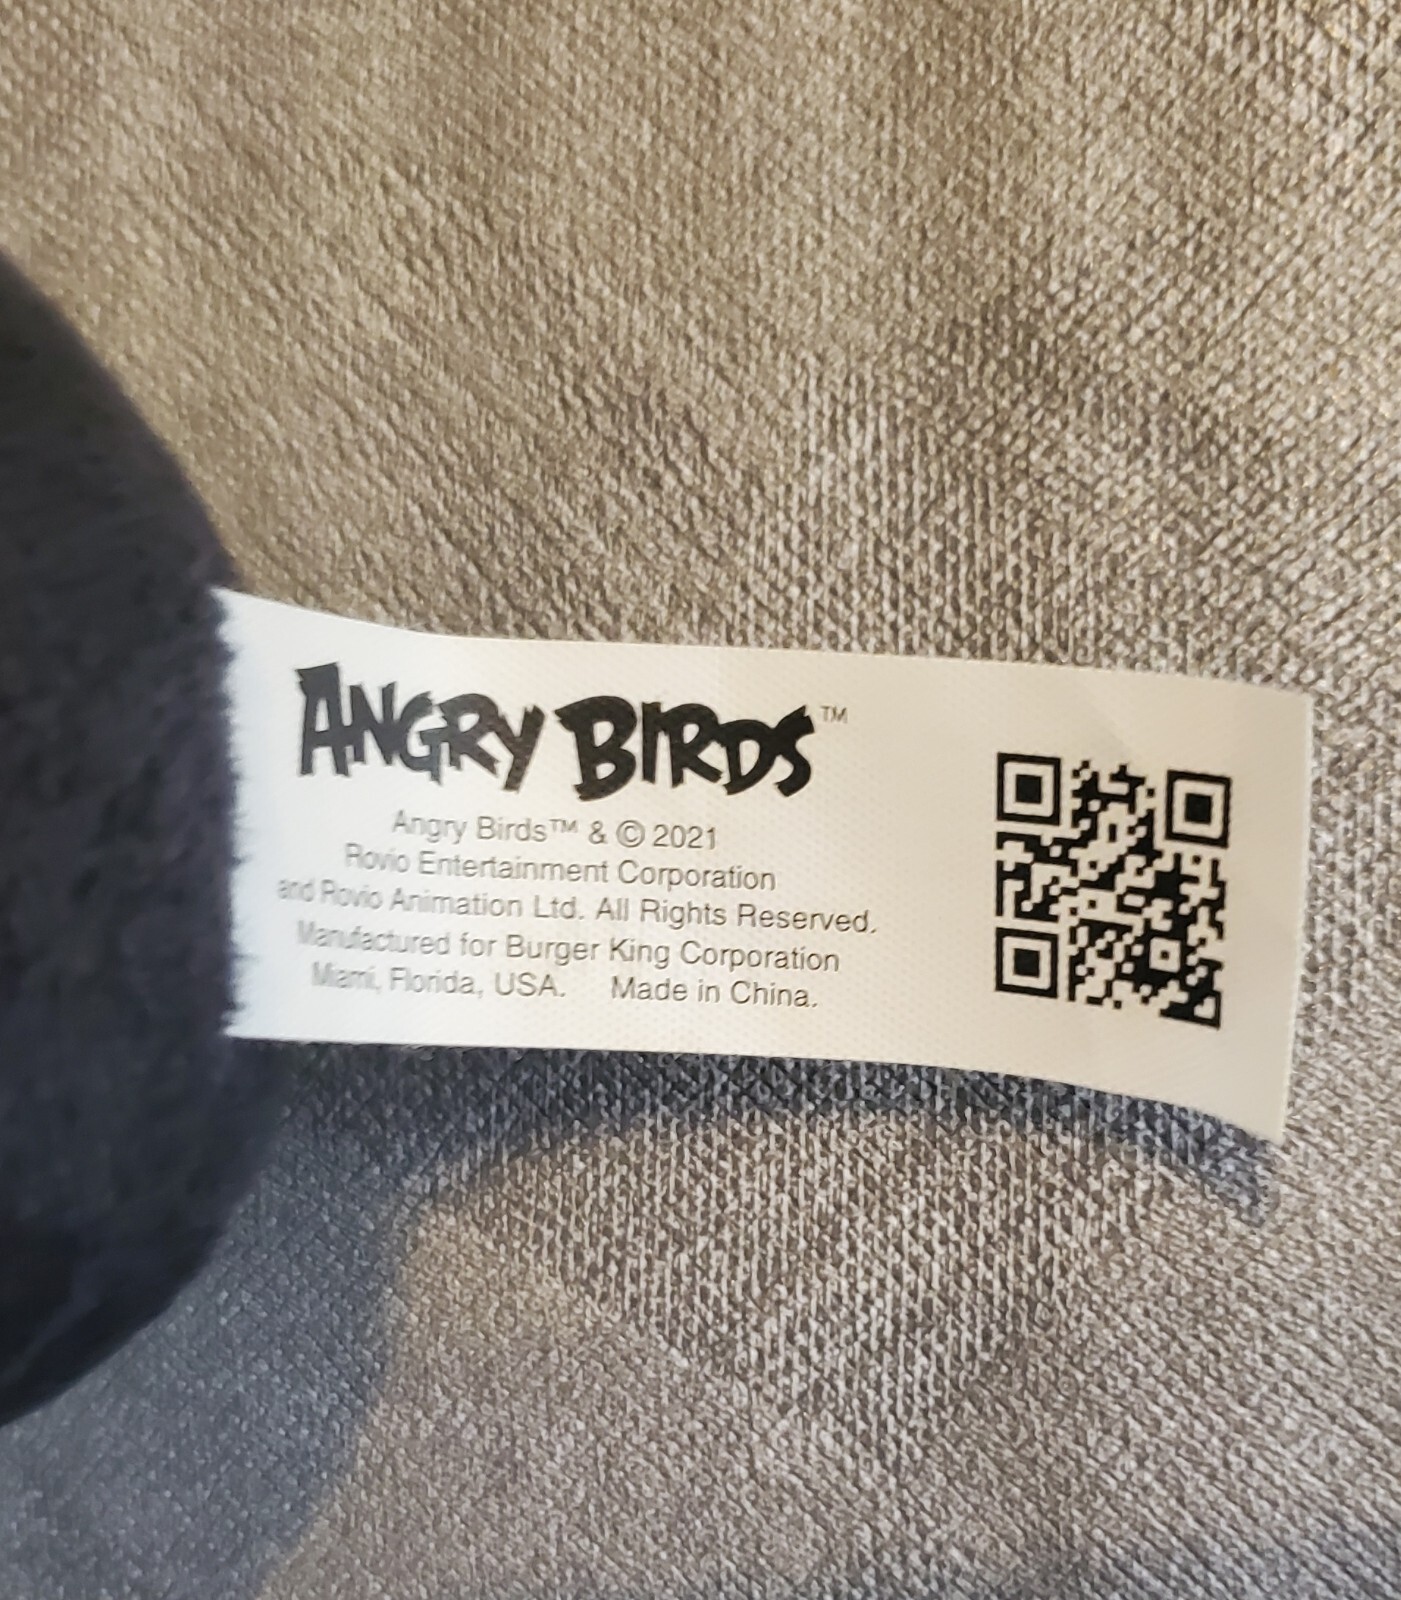 ANGRY BIRDS™
Angry Birds™ & © 2021
Rovio Entertainment Corporation
and Rovio Animation Ltd. All Rights Reserved.
Manufactured for Burger King Corporation
Miami, Florida, USA. Made in China.